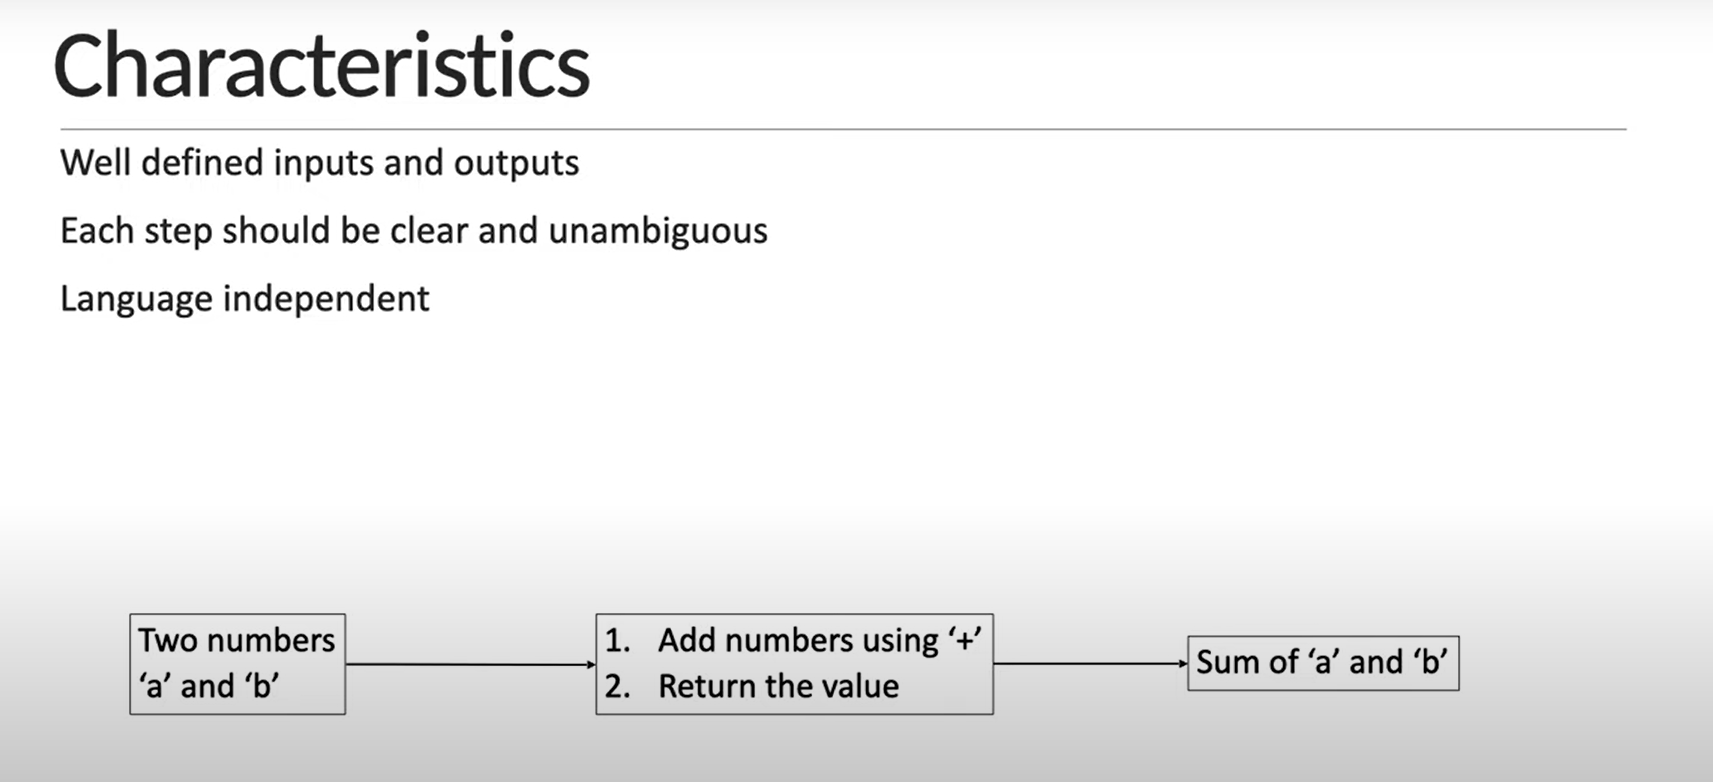 Characteristics
Well defined inputs and outputs
Each step should be clear and unambiguous
Language independent
Two numbers
‘a’ and ‘b’
1. Add numbers using ‘+’
2. Return the value
Sum of ‘a’ and ‘b’